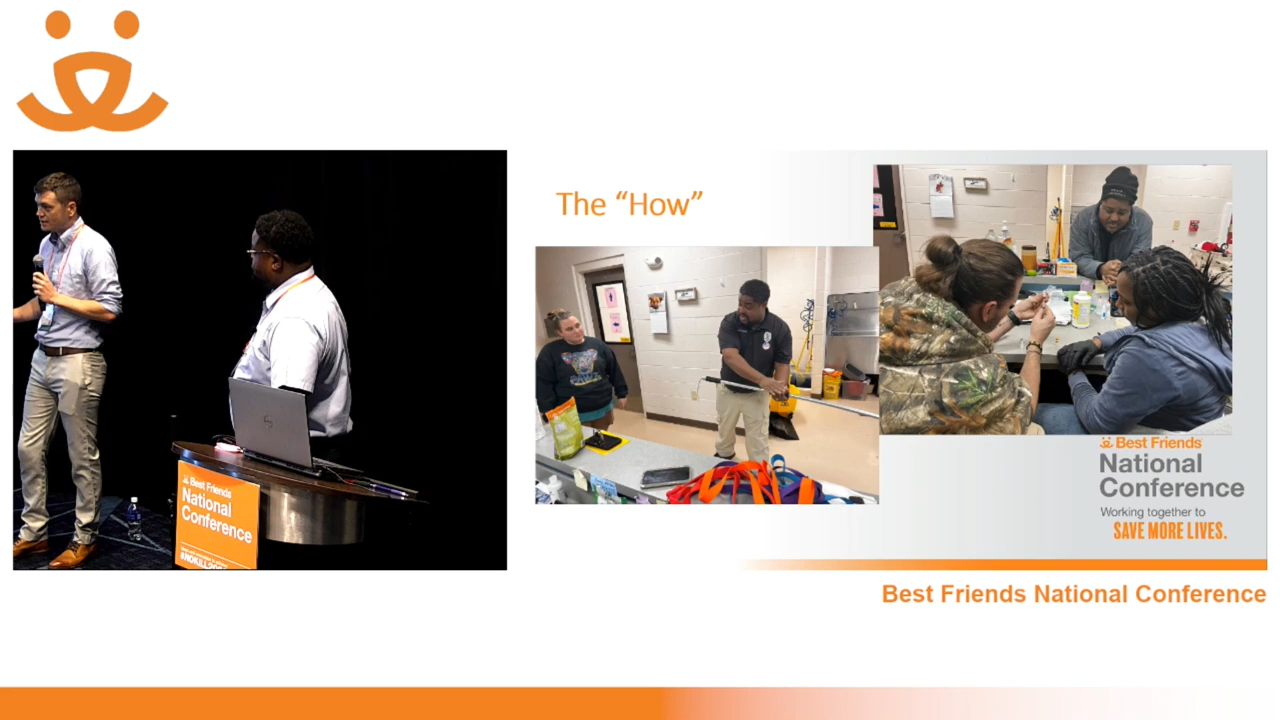 The “How”
Best Friends
National
Conference
Best Friends
National
Conference
Working together to
SAVE MORE LIVES.
Best Friends National Conference